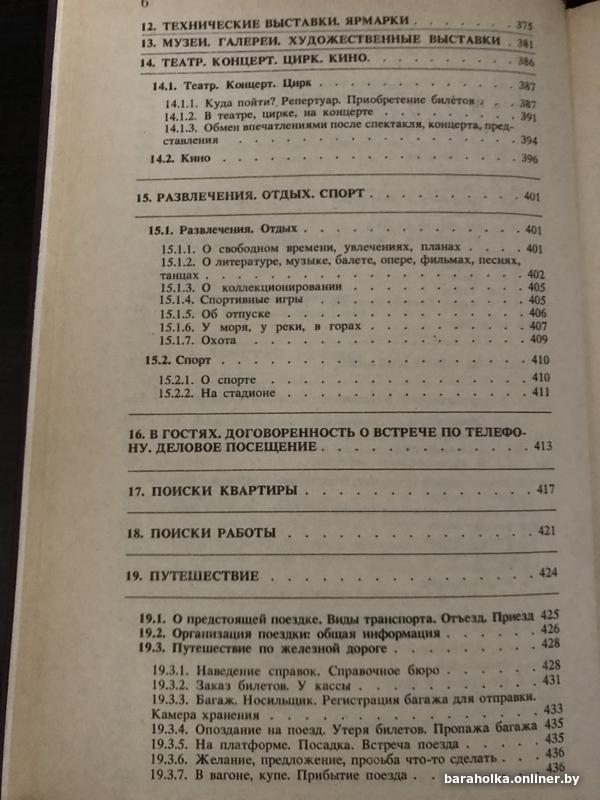 6
12. ТЕХНИЧЕСКИЕ ВЫСТАВКИ. ЯРМАРКИ . . . . . . . 375
13. МУЗЕИ. ГАЛЕРЕИ. ХУДОЖЕСТВЕННЫЕ ВЫСТАВКИ . 381
14. ТЕАТР. КОНЦЕРТ. ЦИРК. КИНО. . . . . . . . . . 386
14.1. Театр. Концерт. Цирк . . . . . . . . . . . 387
14.1.1. Куда пойти? Репертуар. Приобретение билетов . . . 387
14.1.2. В театре, цирке, на концерте . . . . . . . . 391
14.1.3. Обмен впечатлениями после спектакля, концерта, пред-
ставления . . . . . . . . . . . . . . . 394
14.2. Кино . . . . . . . . . . . . . . . . 396
15. РАЗВЛЕЧЕНИЯ. ОТДЫХ. СПОРТ . . . . . . . . . . 401
15.1. Развлечения. Отдых . . . . . . . . . . . . 401
15.1.1. О свободном времени, увлечениях, планах . . . . 401
15.1.2. О литературе, музыке, балете, опере, фильмах, песнях,
танцах . . . . . . . . . . . . . . . . 402
15.1.3. О коллекционировании . . . . . . . . . . 405
15.1.4. Спортивные игры . . . . . . . . . . . 405
15.1.5. Об отпуске . . . . . . . . . . . . . 406
15.1.6. У моря, у реки, в горах . . . . . . . . . 407
15.1.7. Охота . . . . . . . . . . . . . . 409
15.2. Спорт . . . . . . . . . . . . . . . 410
15.2.1. О спорте . . . . . . . . . . . . . 410
15.2.2. На стадионе . . . . . . . . . . . . 411
16. В ГОСТЯХ. ДОГОВОРЕННОСТЬ О ВСТРЕЧЕ ПО ТЕЛЕФО-
НУ. ДЕЛОВОЕ ПОСЕЩЕНИЕ . . . . . . . . . . . . 413
17. ПОИСКИ КВАРТИРЫ . . . . . . . . . . . . . 417
18. ПОИСКИ РАБОТЫ . . . . . . . . . . . . . . 421
19. ПУТЕШЕСТВИЕ . . . . . . . . . . . . . . . 424
19.1. О предстоящей поездке. Виды транспорта. Отъезд. Приезд 425
19.2. Организация поездки: общая информация . . . . . 426
19.3. Путешествие по железной дороге . . . . . . . . 428
19.3.1. Наведение справок. Справочное бюро . . . . . 428
19.3.2. Заказ билетов. У кассы . . . . . . . . . 431
19.3.3. Багаж. Носильщик. Регистрация багажа для отправки.
Камера хранения . . . . . . . . . . . . . 433
19.3.4. Опоздание на поезд. Утеря билетов. Пропажа багажа 435
19.3.5. На платформе. Посадка. Встреча поезда . . . . 435
19.3.6. Желание, предложение, просьба что-то сделать . . 436
19.3.7. В вагоне, купе. Прибытие поезда . . . . . . 436
baraholka.onliner.by